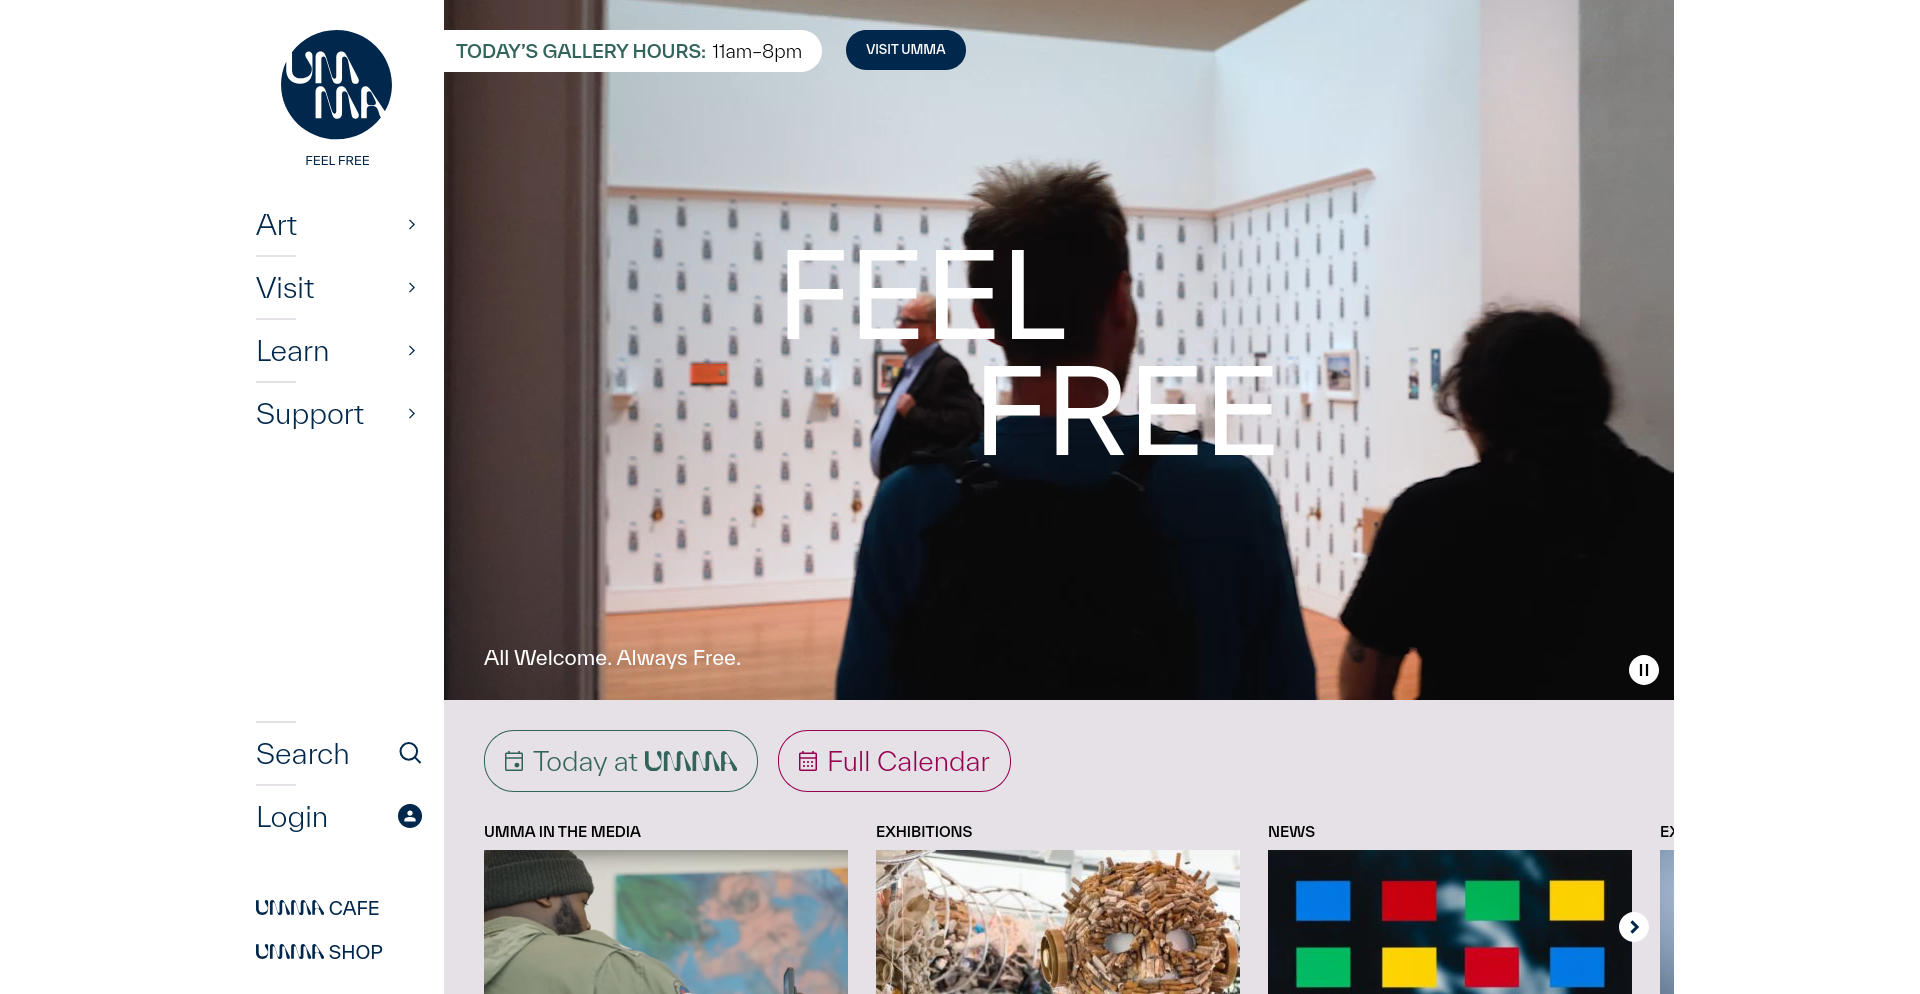 UMMA
FEEL FREE
Art
Visit
Learn
Support
Search
Login
UMMA CAFE
UMMA SHOP
TODAY’S GALLERY HOURS: 11am–8pm
VISIT UMMA
FEEL
FREE
All Welcome. Always Free.
Today at UMMA
Full Calendar
UMMA IN THE MEDIA
EXHIBITIONS
NEWS